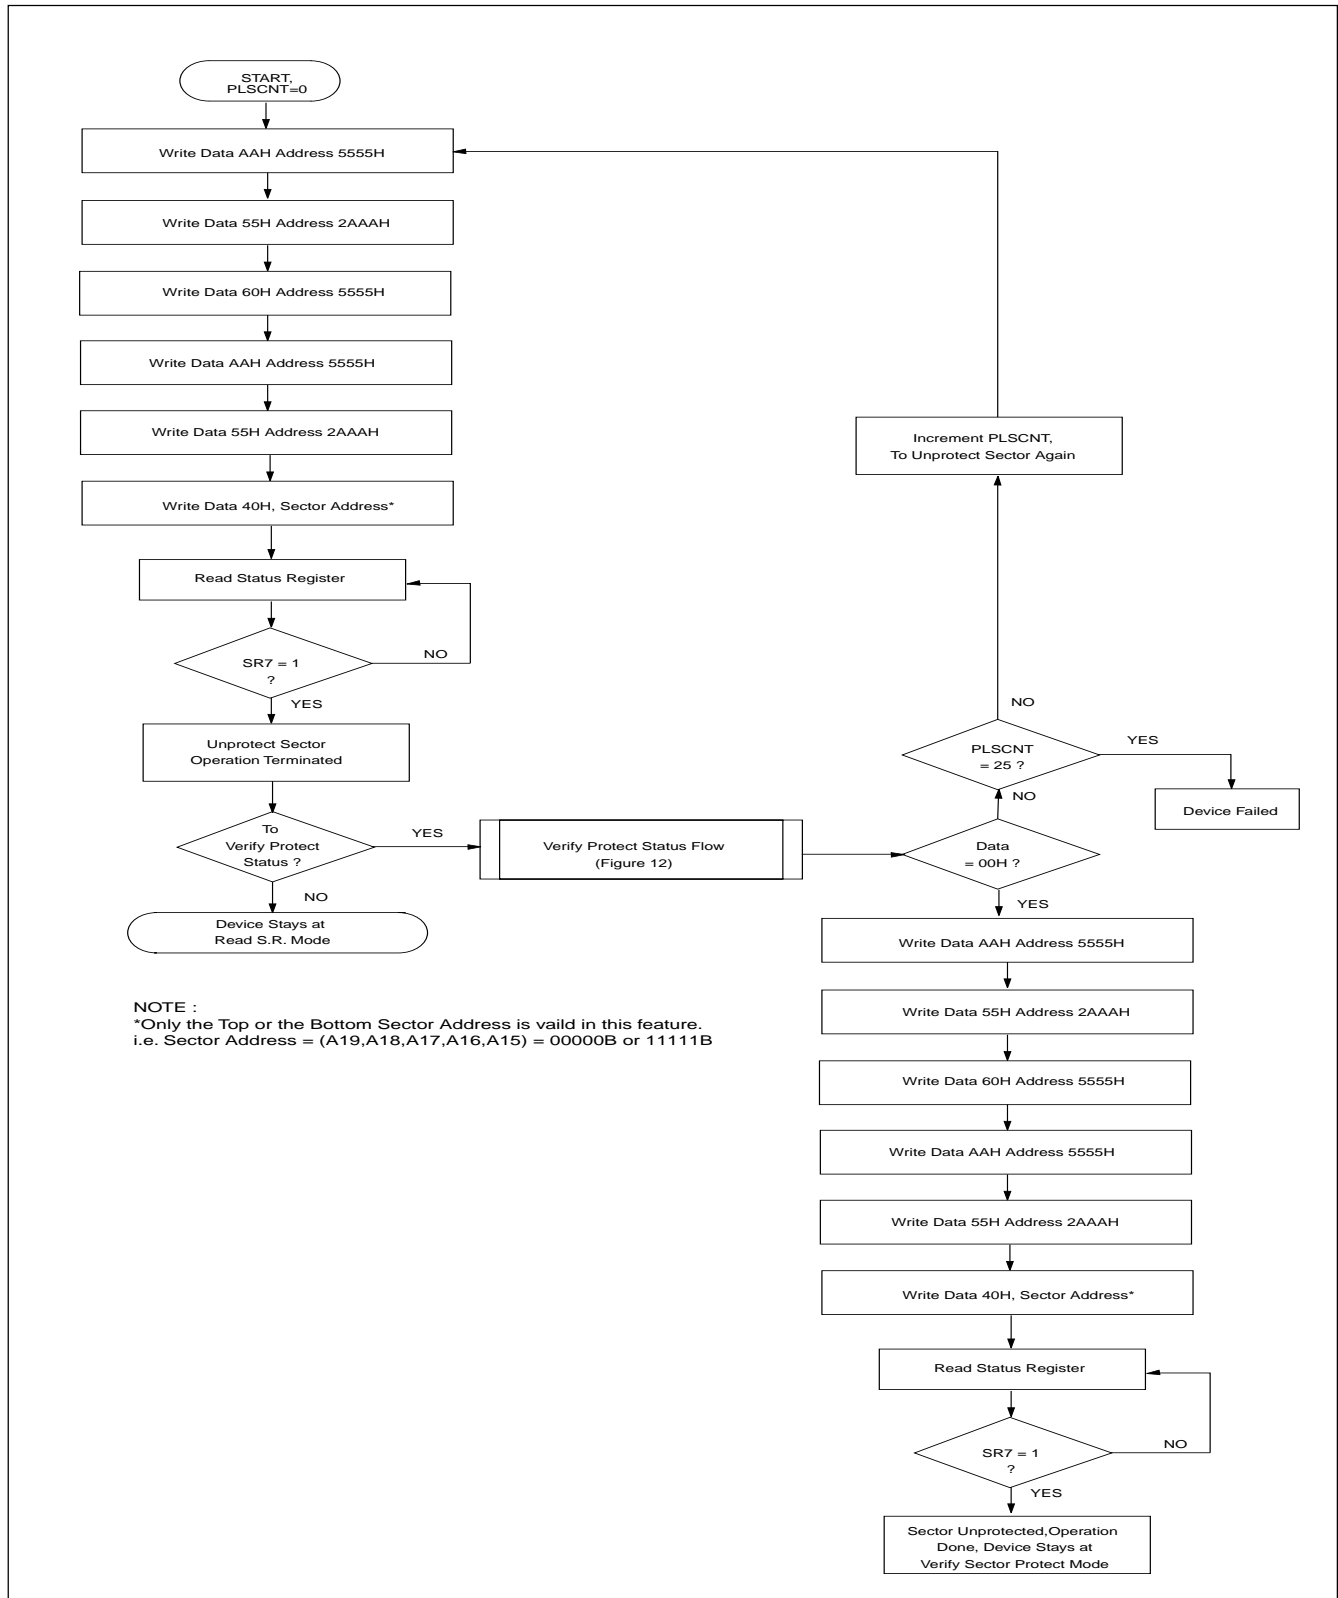 START,
PLSCNT=0
Write Data AAH Address 5555H
Write Data 55H Address 2AAAH
Write Data 60H Address 5555H
Write Data AAH Address 5555H
Write Data 55H Address 2AAAH
Write Data 40H, Sector Address*
Read Status Register
SR7 = 1
?
NO
YES
Unprotect Sector
Operation Terminated
To
Verify Protect
Status ?
YES
NO
Device Stays at
Read S.R. Mode
Verify Protect Status Flow
(Figure 12)
Data
= 00H ?
NO
PLSCNT
= 25 ?
YES
Device Failed
NO
Increment PLSCNT,
To Unprotect Sector Again
YES
Write Data AAH Address 5555H
Write Data 55H Address 2AAAH
Write Data 60H Address 5555H
Write Data AAH Address 5555H
Write Data 55H Address 2AAAH
Write Data 40H, Sector Address*
Read Status Register
SR7 = 1
?
NO
YES
Sector Unprotected,Operation
Done, Device Stays at
Verify Sector Protect Mode
NOTE :
*Only the Top or the Bottom Sector Address is vaild in this feature.
i.e. Sector Address = (A19,A18,A17,A16,A15) = 00000B or 11111B